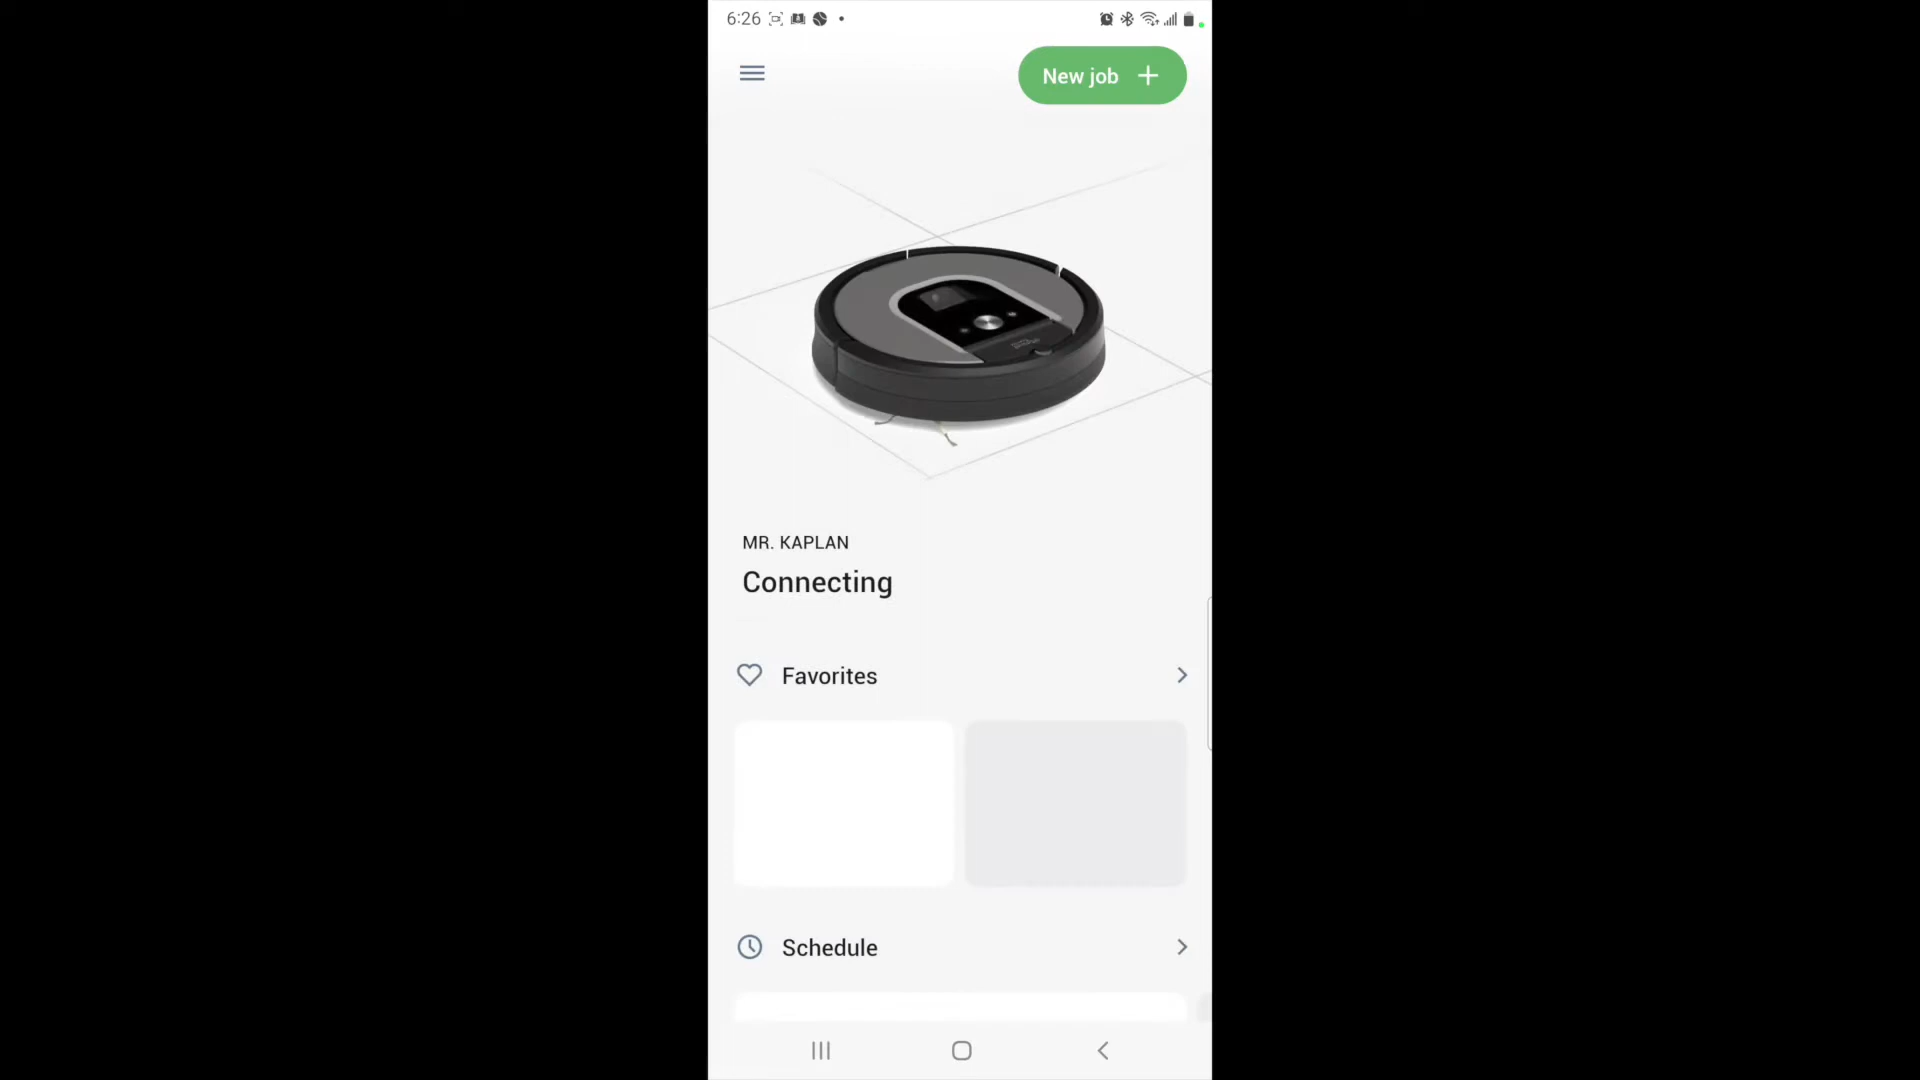 6:26
New job
MR. KAPLAN
Connecting
Favorites
Schedule